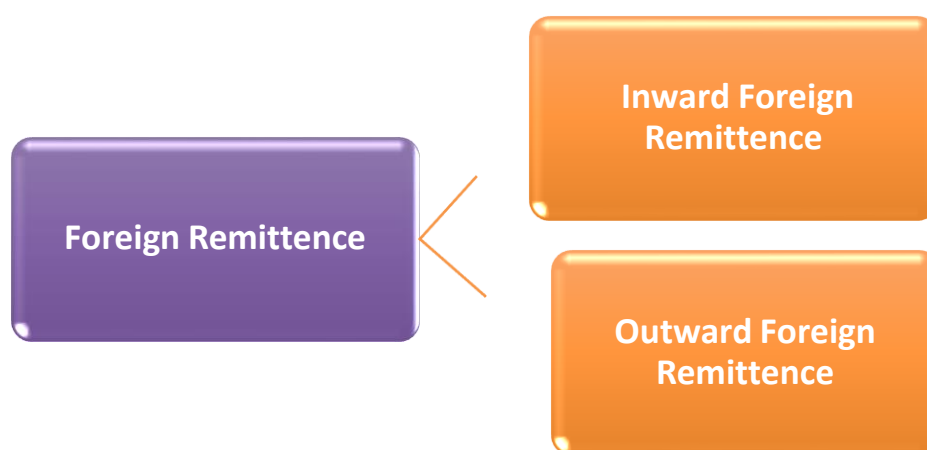 Foreign Remittence
Inward Foreign
Remittence
Outward Foreign
Remittence